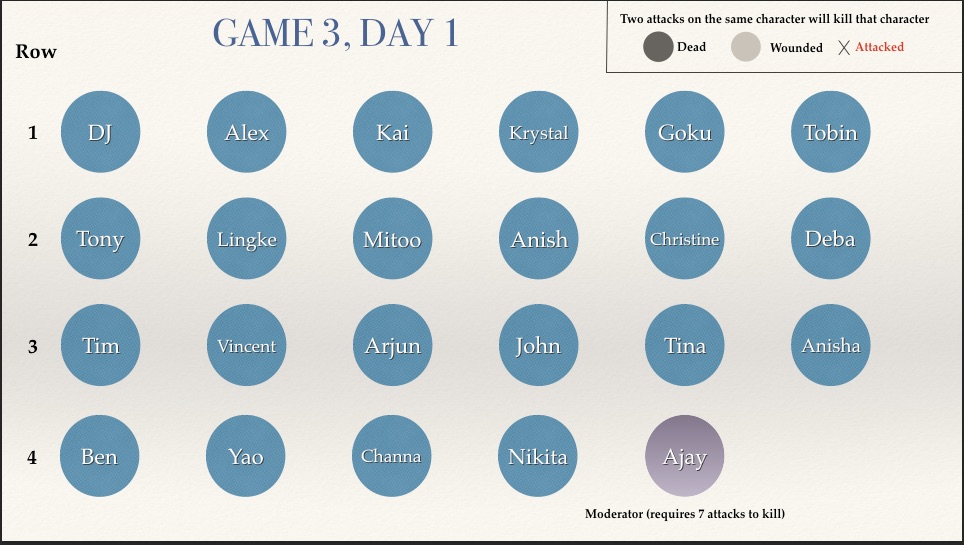 GAME 3, DAY 1
Two attacks on the same character will kill that character
Dead Wounded X Attacked
Row
1 DJ Alex Kai Krystal Goku Tobin
2 Tony Lingke Mitoo Anish Christine Deba
3 Tim Vincent Arjun John Tina Anisha
4 Ben Yao Channa Nikita Ajay
Moderator (requires 7 attacks to kill)